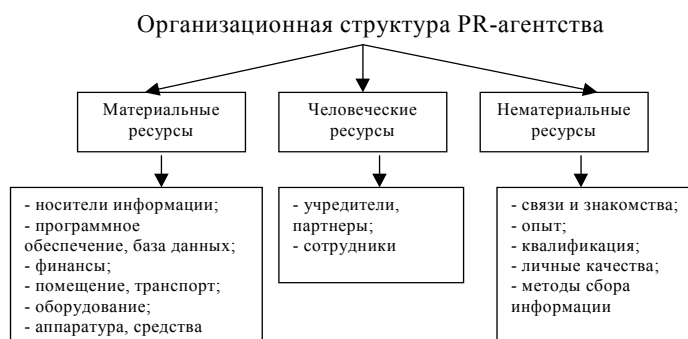 Организационная структура PR-агентства
Материальные
ресурсы
Человеческие
ресурсы
Нематериальные
ресурсы
- носители информации;
- программное
обеспечение, база данных;
- финансы;
- помещение, транспорт;
- оборудование;
- аппаратура, средства
- учредители,
партнеры;
- сотрудники
- связи и знакомства;
- опыт;
- квалификация;
- личные качества;
- методы сбора
информации